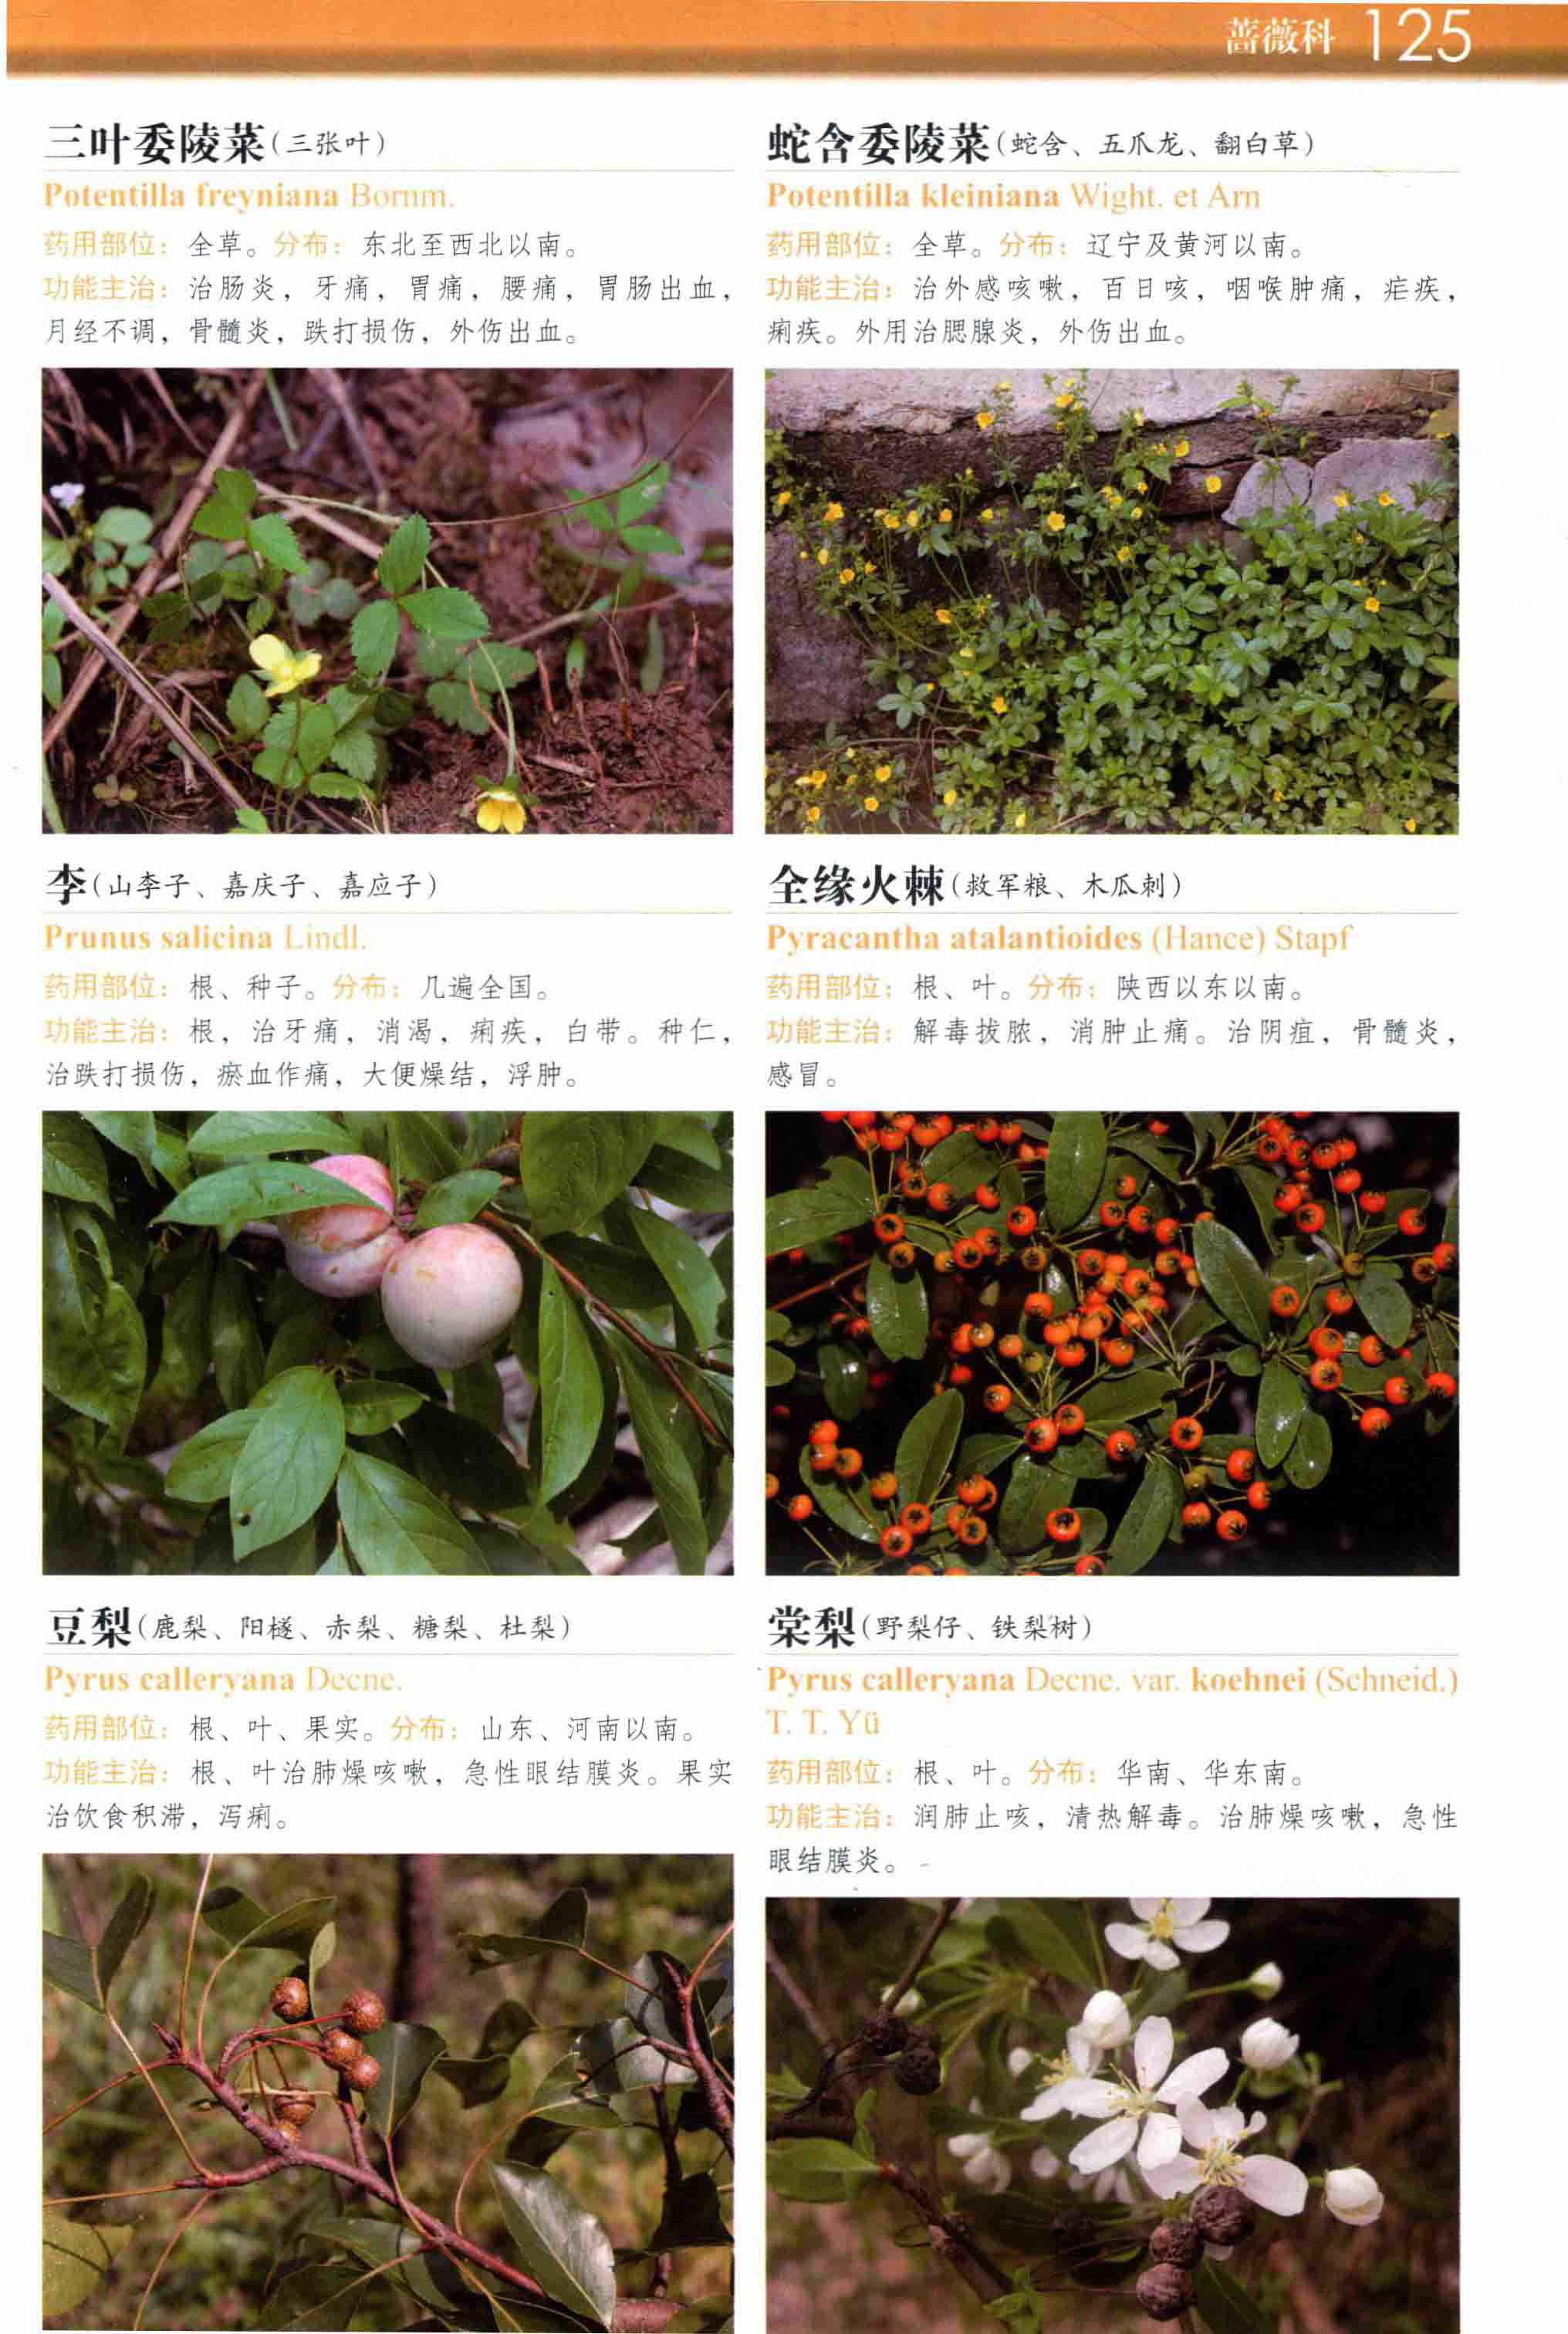 蔷薇科 125
三叶委陵菜(三张叶)
Potentilla freyniana Bornm.
药用部位：全草。分布：东北至西北以南。
功能主治：治肠炎，牙痛，胃痛，腰痛，胃肠出血，
月经不调，骨髓炎，跌打损伤，外伤出血。
蛇含委陵菜(蛇含、五爪龙、翻白草)
Potentilla kleiniana Wight. et Arn
药用部位：全草。分布：辽宁及黄河以南。
功能主治：治外感咳嗽，百日咳，咽喉肿痛，疟疾，
痢疾。外用治腮腺炎，外伤出血。
李(山李子、嘉庆子、嘉应子)
Prunus salicina Lindl.
药用部位：根、种子。分布：几遍全国。
功能主治：根，治牙痛，消渴，痢疾，白带。种仁，
治跌打损伤，瘀血作痛，大便燥结，浮肿。
全缘火棘(救军粮、木瓜刺)
Pyracantha atalantioides (Hance) Stapf
药用部位：根、叶。分布：陕西以东以南。
功能主治：解毒拔脓，消肿止痛。治阴疽，骨髓炎，
感冒。
豆梨(鹿梨、阳檖、赤梨、糖梨、杜梨)
Pyrus calleryana Decne.
药用部位：根、叶、果实。分布：山东、河南以南。
功能主治：根、叶治肺燥咳嗽，急性眼结膜炎。果实
治饮食积滞，泻痢。
棠梨(野梨仔、铁梨树)
Pyrus calleryana Decne. var. koehnei (Schneid.)
T. T. Yü
药用部位：根、叶。分布：华南、华东南。
功能主治：润肺止咳，清热解毒。治肺燥咳嗽，急性
眼结膜炎。